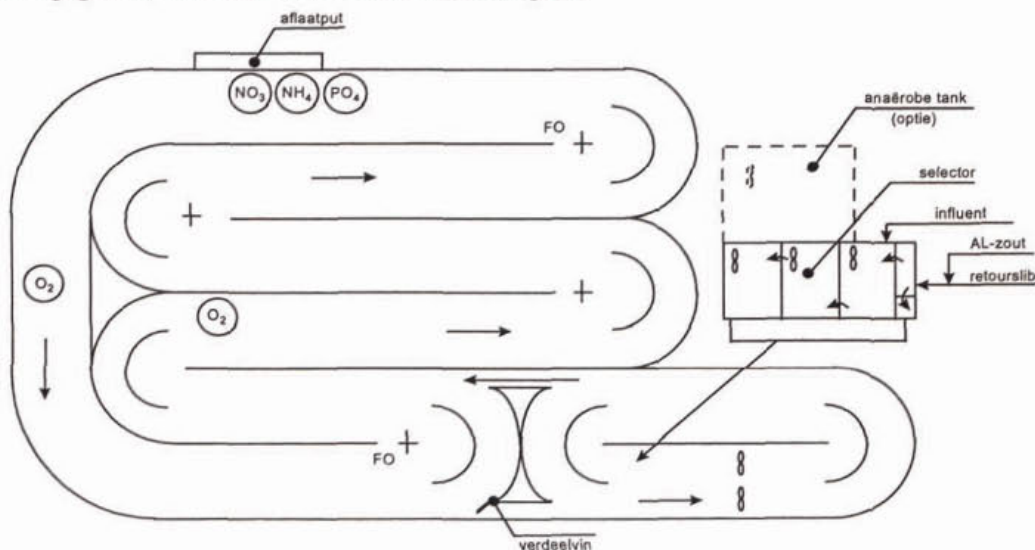 aflaatput
NO₃ NH₄ PO₄
FO
anaërobe tank
(optie)
selector
influent
AL-zout
retourslib
O₂
O₂
FO
verdeelvin